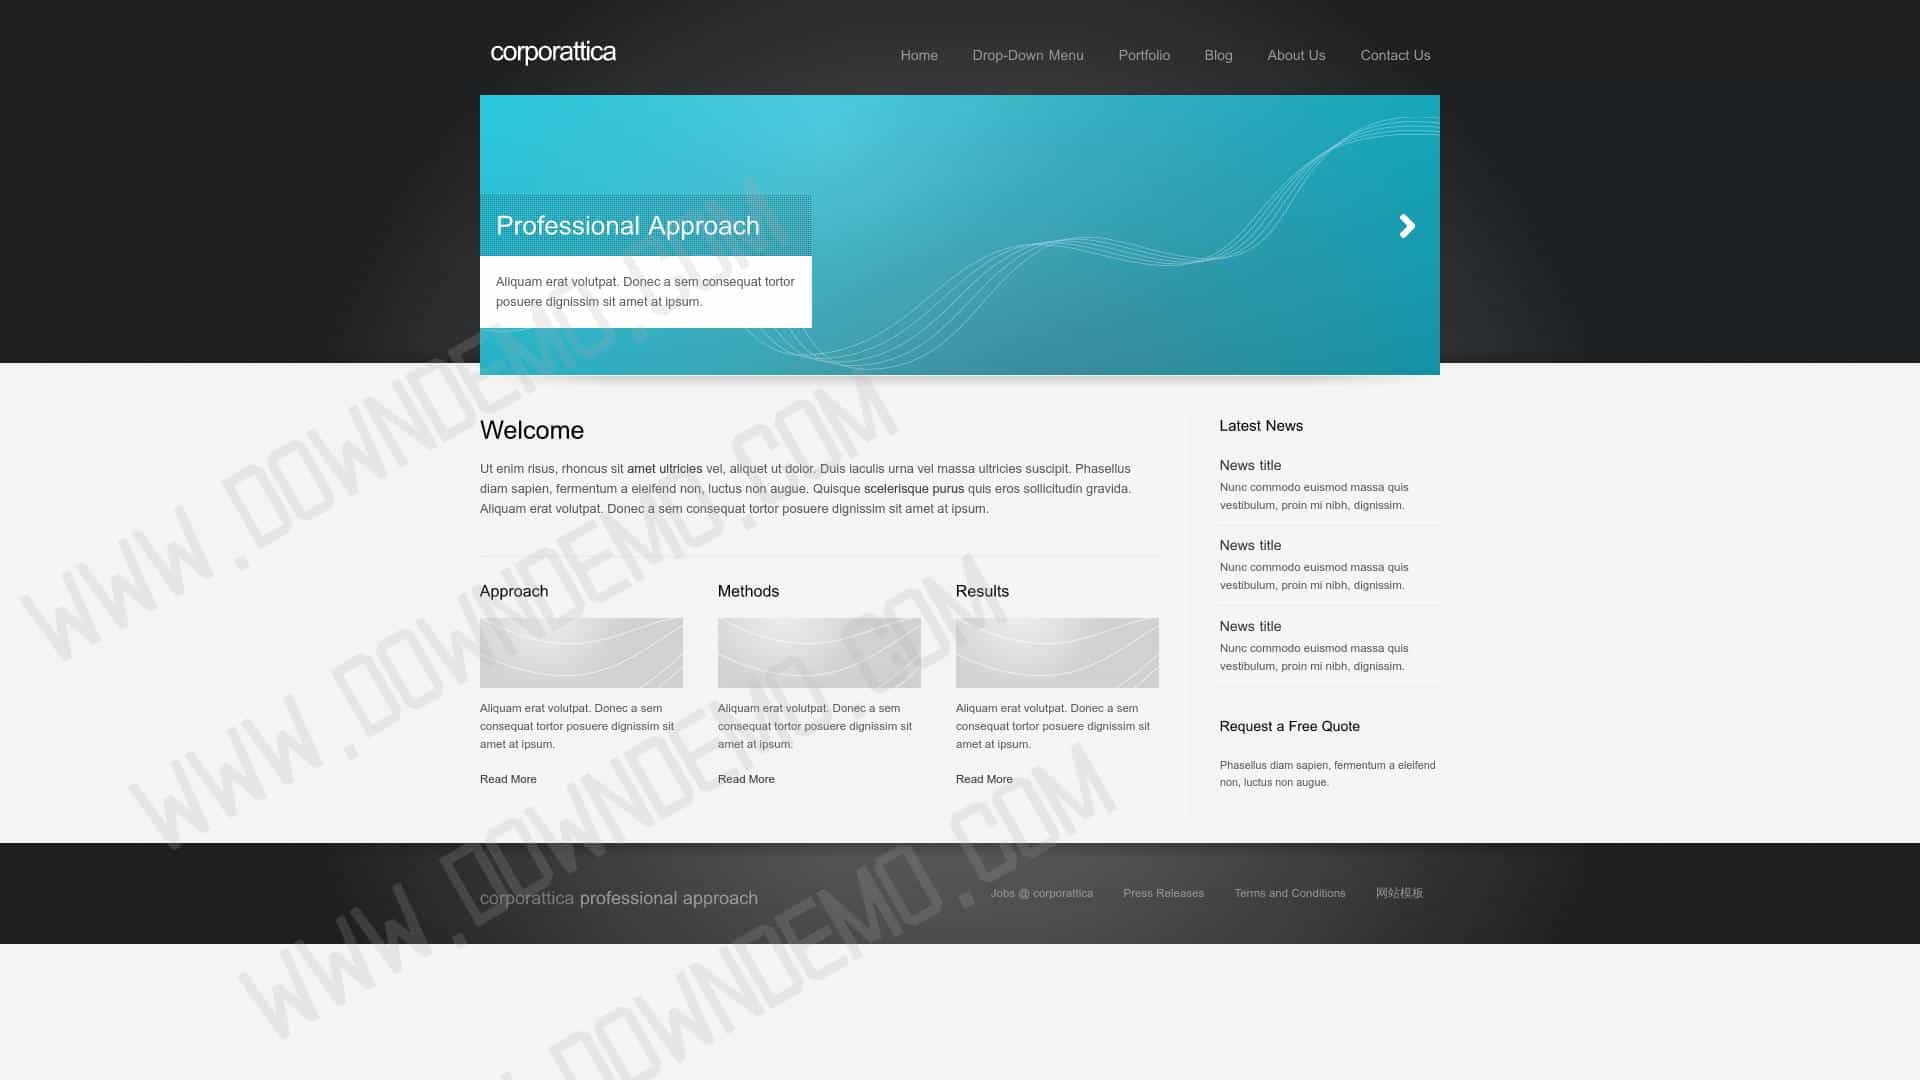 corporattica
Home
Drop-Down Menu
Portfolio
Blog
About Us
Contact Us
Professional Approach
Aliquam erat volutpat. Donec a sem consequat tortor
posuere dignissim sit amet at ipsum.
Welcome
Ut enim risus, rhoncus sit amet ultricies vel, aliquet ut dolor. Duis iaculis urna vel massa ultricies suscipit. Phasellus
diam sapien, fermentum a eleifend non, luctus non augue. Quisque scelerisque purus quis eros sollicitudin gravida.
Aliquam erat volutpat. Donec a sem consequat tortor posuere dignissim sit amet at ipsum.
Approach
Aliquam erat volutpat. Donec a sem
consequat tortor posuere dignissim sit
amet at ipsum.
Read More
Methods
Aliquam erat volutpat. Donec a sem
consequat tortor posuere dignissim sit
amet at ipsum.
Read More
Results
Aliquam erat volutpat. Donec a sem
consequat tortor posuere dignissim sit
amet at ipsum.
Read More
Latest News
News title
Nunc commodo euismod massa quis
vestibulum, proin mi nibh, dignissim.
News title
Nunc commodo euismod massa quis
vestibulum, proin mi nibh, dignissim.
News title
Nunc commodo euismod massa quis
vestibulum, proin mi nibh, dignissim.
Request a Free Quote
Phasellus diam sapien, fermentum a eleifend
non, luctus non augue.
corporattica professional approach
Jobs @ corporattica
Press Releases
Terms and Conditions
网站模板
WWW.DOWNDEMO.COM
WWW.DOWNDEMO.COM
WWW.DOWNDEMO.COM
WWW.DOWNDEMO.COM